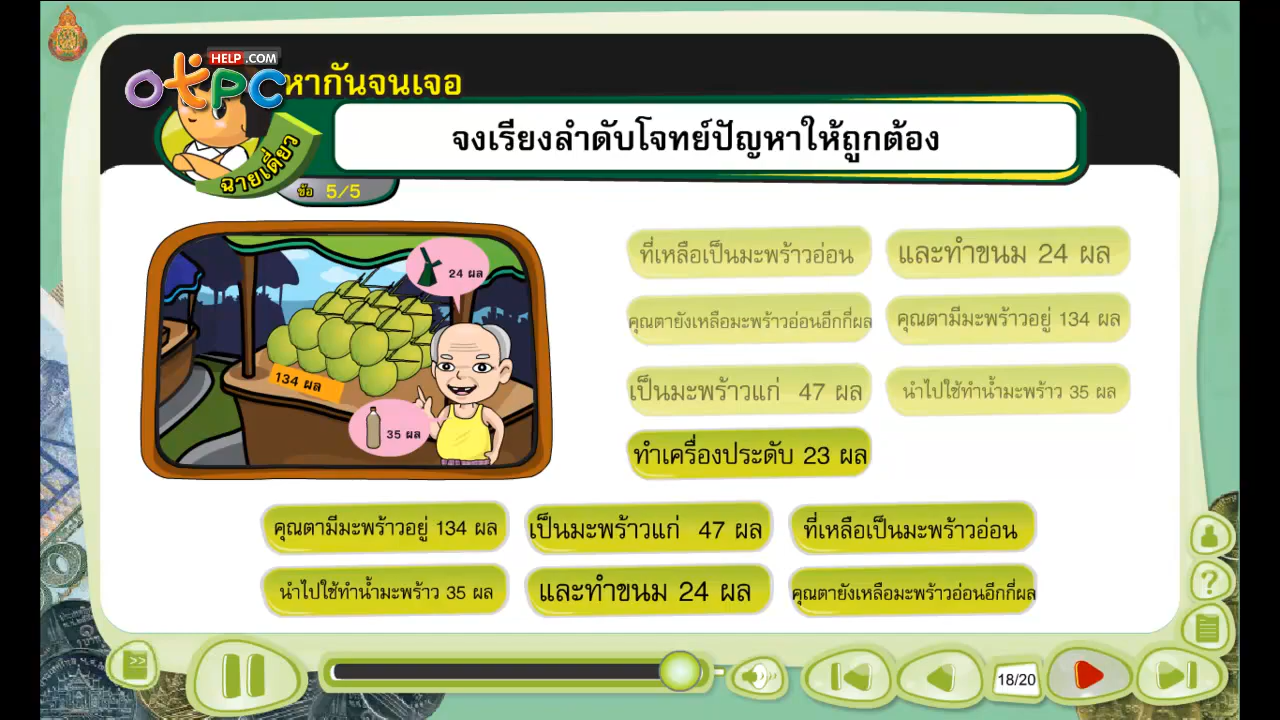 HELP.COM
OTPC
หากันจนเจอ
จงเรียงลำดับโจทย์ปัญหาให้ถูกต้อง
ฉายเดี่ยว
ข้อ 5/5
24 ผล
134 ผล
35 ผล
ที่เหลือเป็นมะพร้าวอ่อน
และทำขนม 24 ผล
คุณตายังเหลือมะพร้าวอ่อนอีกกี่ผล
คุณตามีมะพร้าวอยู่ 134 ผล
เป็นมะพร้าวแก่ 47 ผล
นำไปใช้ทำน้ำมะพร้าว 35 ผล
ทำเครื่องประดับ 23 ผล
คุณตามีมะพร้าวอยู่ 134 ผล
เป็นมะพร้าวแก่ 47 ผล
ที่เหลือเป็นมะพร้าวอ่อน
นำไปใช้ทำน้ำมะพร้าว 35 ผล
และทำขนม 24 ผล
คุณตายังเหลือมะพร้าวอ่อนอีกกี่ผล
>>
?
18/20